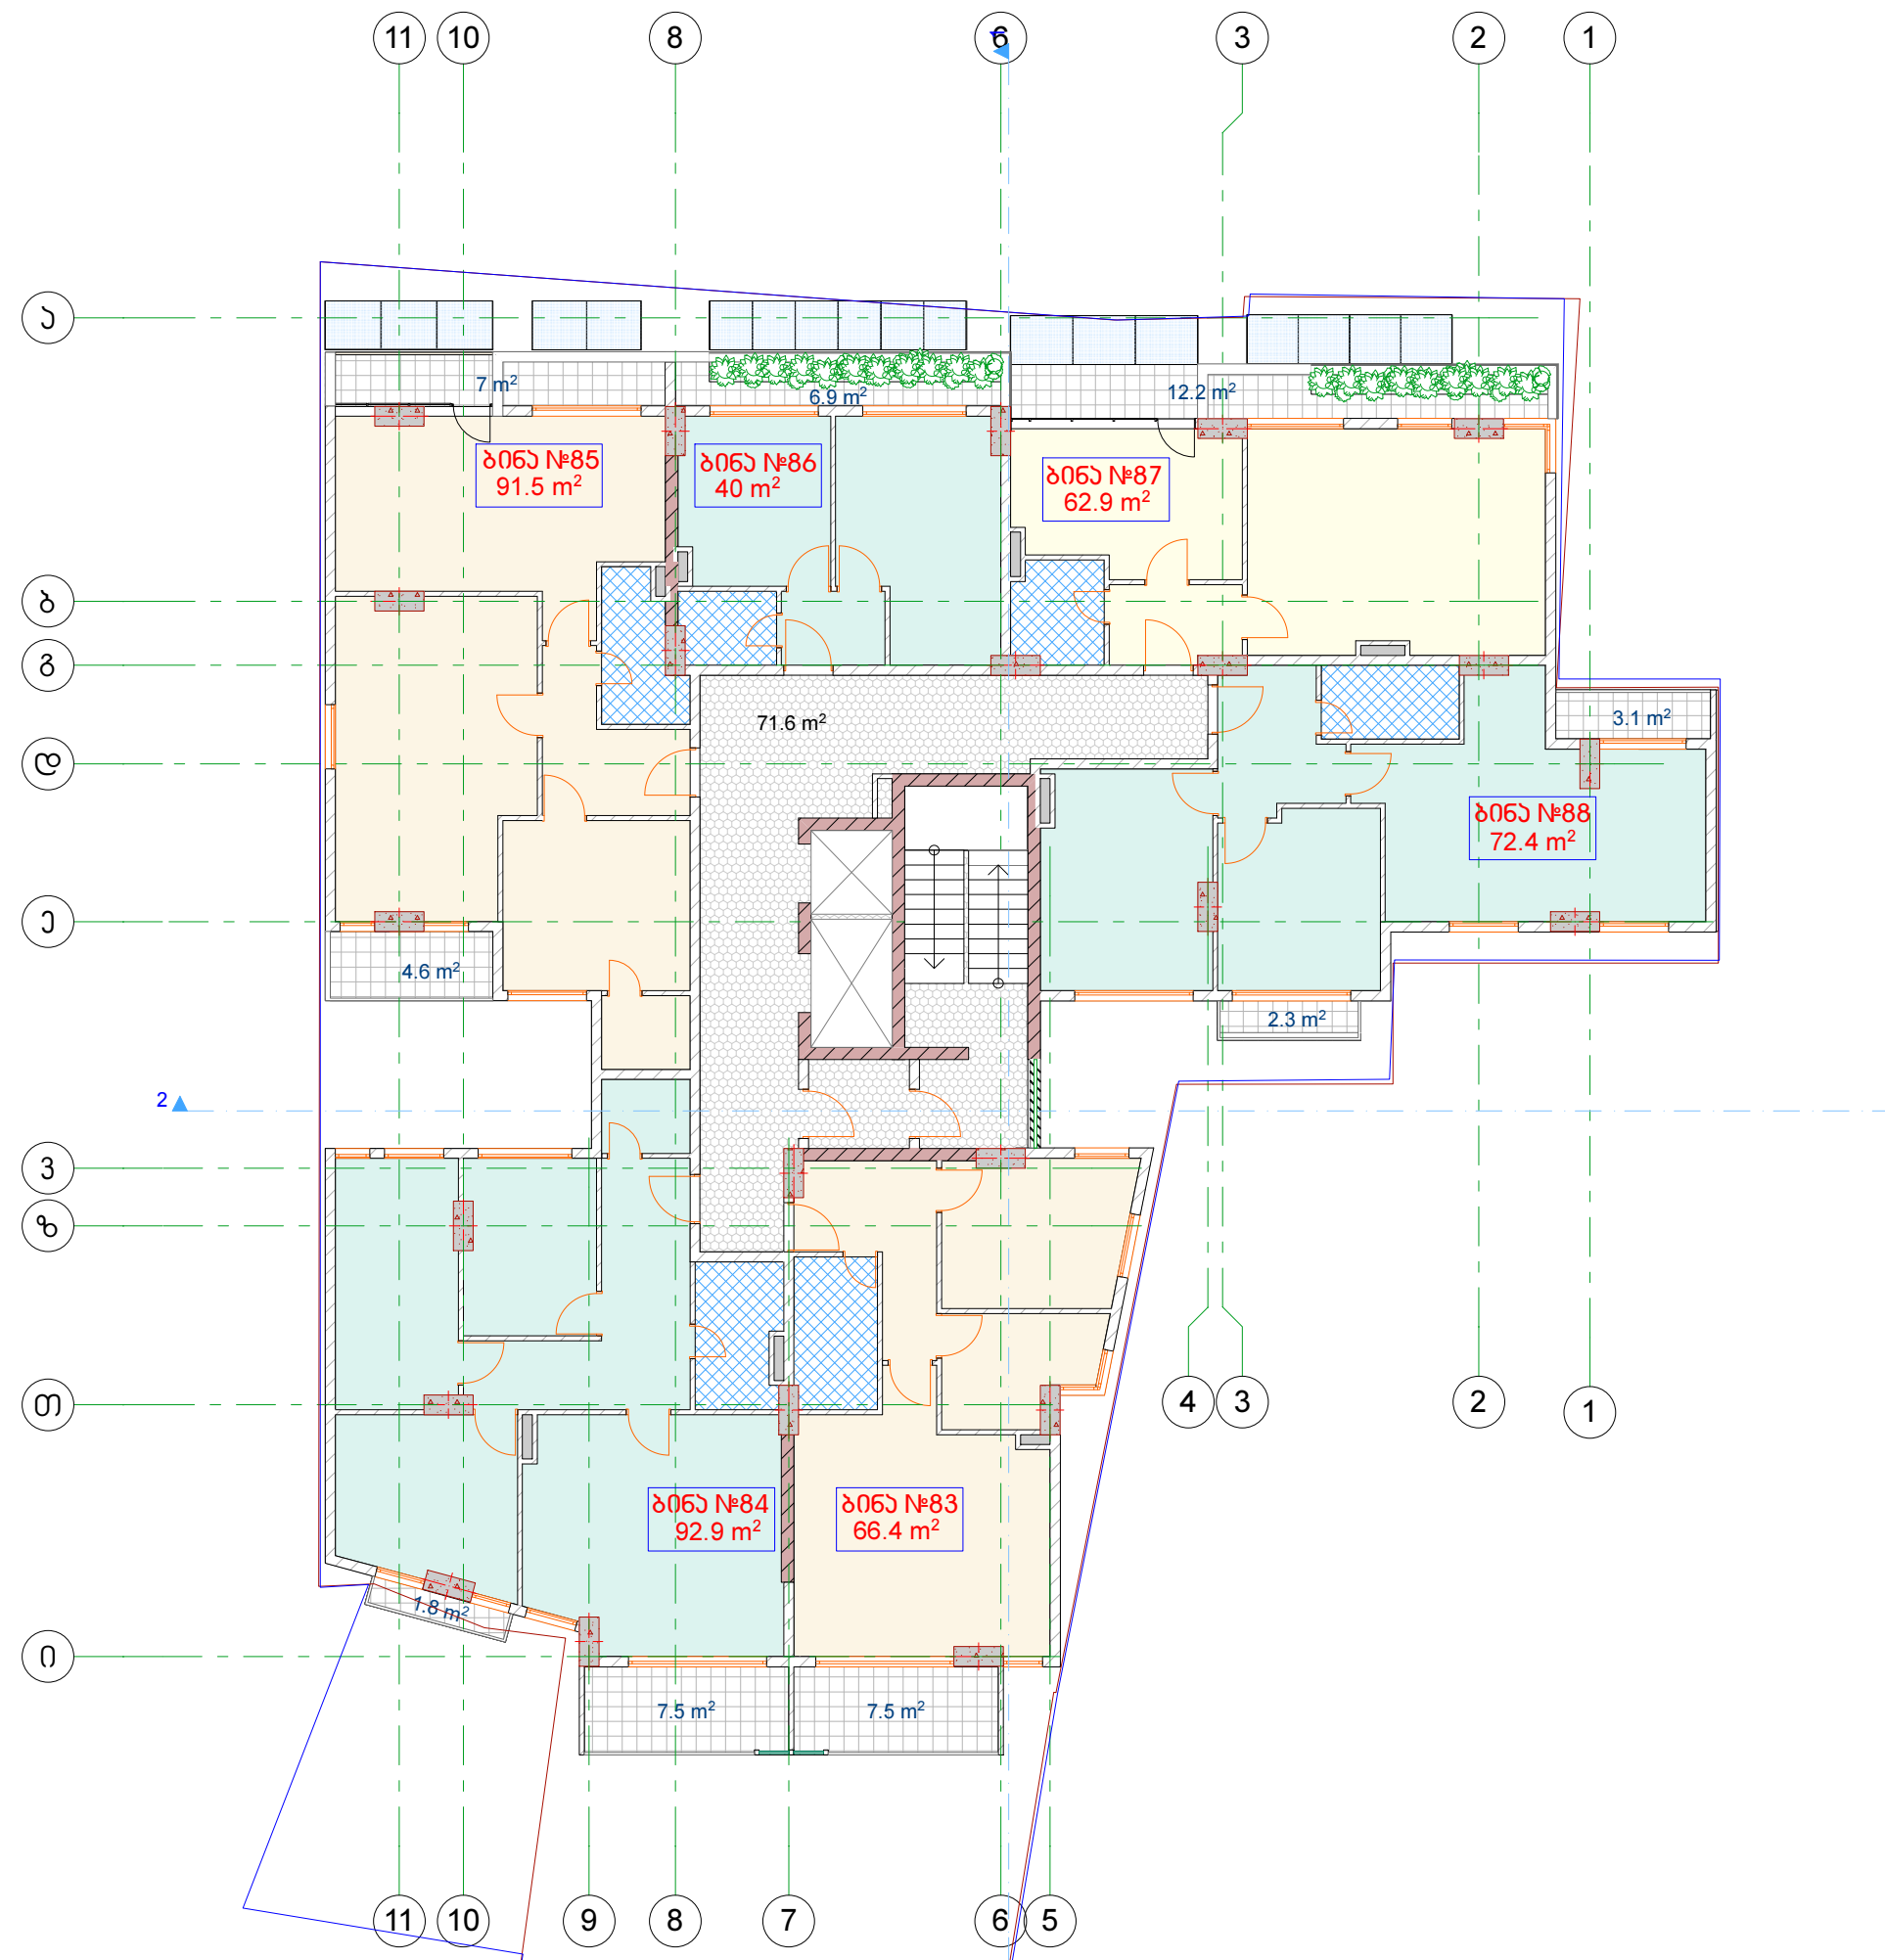 11 10 8 6 3 2 1
ა
7 m²
6.9 m²
12.2 m²
ბინა №85
91.5 m²
ბინა №86
40 m²
ბინა №87
62.9 m²
ბ
გ
71.6 m²
3.1 m²
დ
ბინა №88
72.4 m²
ე
4.6 m²
2.3 m²
2
ვ
ზ
თ
4 3 2 1
ბინა №84
92.9 m²
ბინა №83
66.4 m²
1.8 m²
ი
7.5 m²
7.5 m²
11 10 9 8 7 6 5